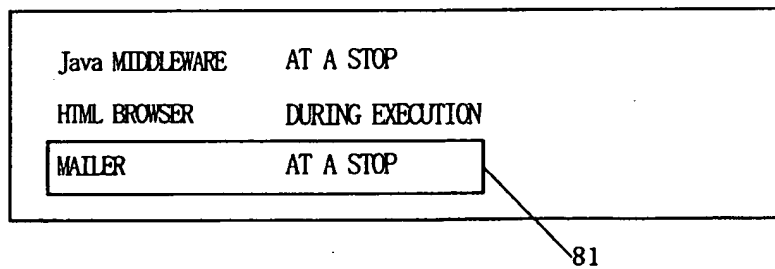 Java MIDDLEWARE AT A STOP
HTML BROWSER DURING EXECUTION
MAILER AT A STOP
81